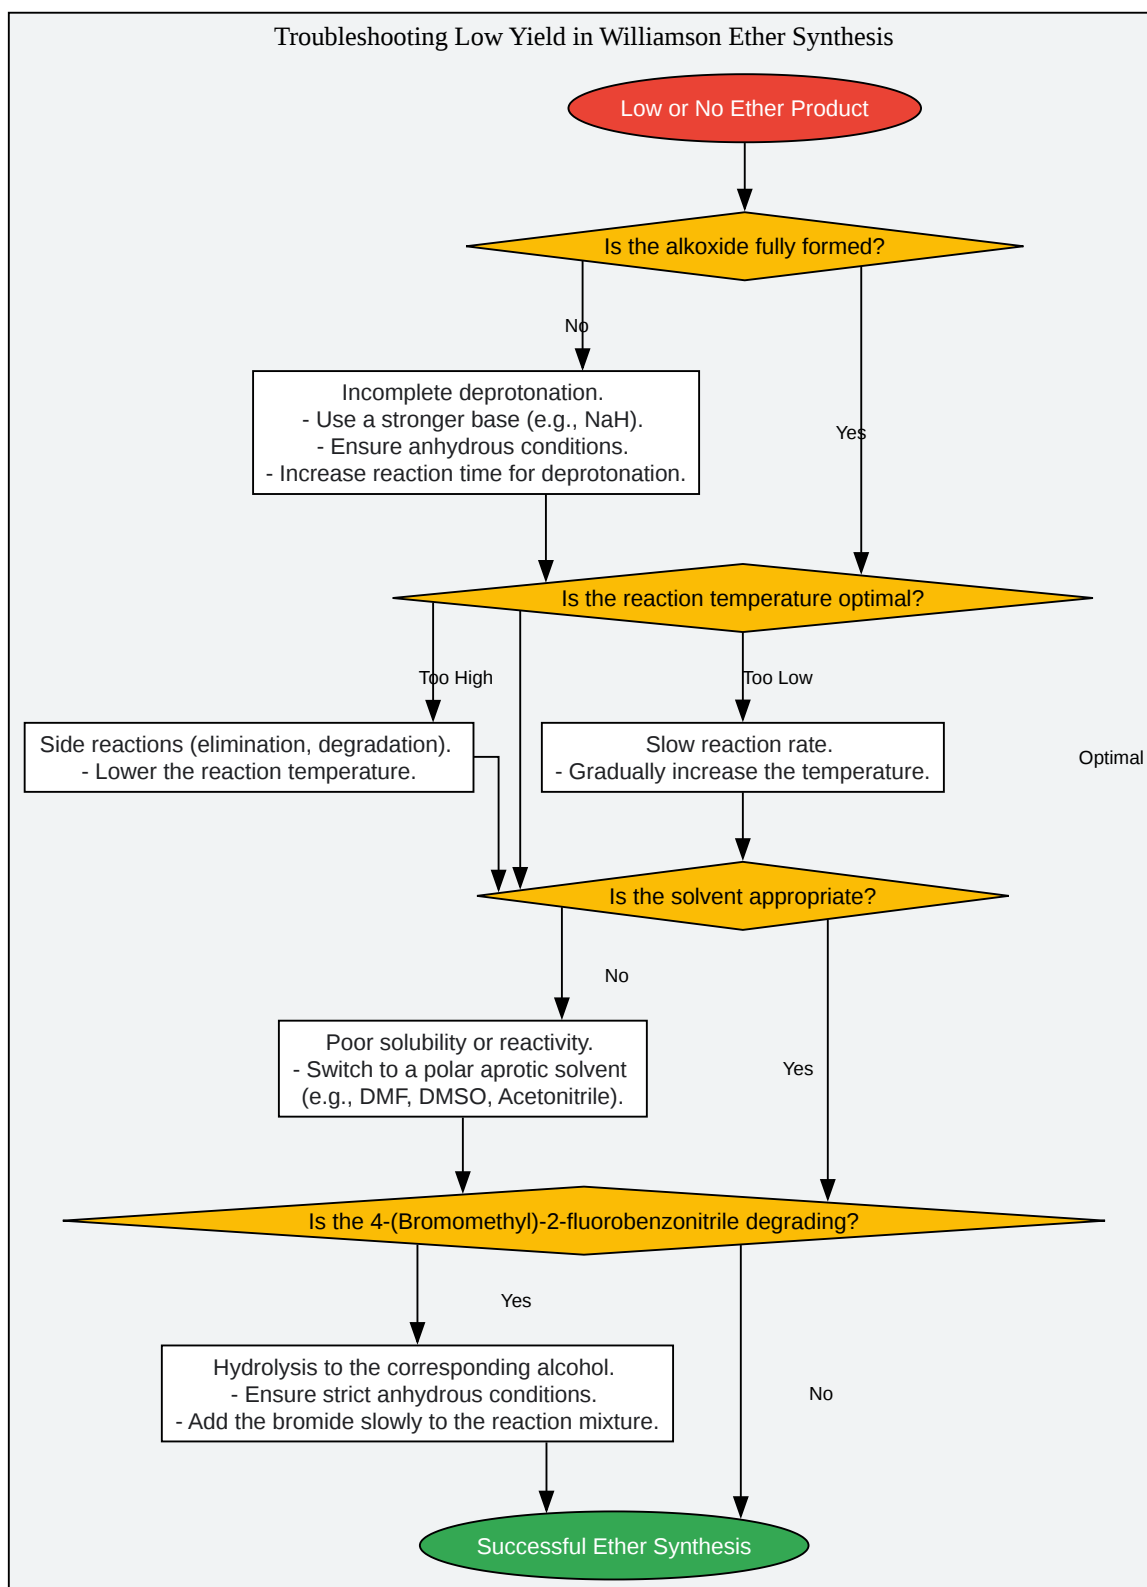 Troubleshooting Low Yield in Williamson Ether Synthesis
Low or No Ether Product
Is the alkoxide fully formed?
No
Incomplete deprotonation.
- Use a stronger base (e.g., NaH).
- Ensure anhydrous conditions.
- Increase reaction time for deprotonation.
Yes
Is the reaction temperature optimal?
Too High
Too Low
Side reactions (elimination, degradation).
- Lower the reaction temperature.
Slow reaction rate.
- Gradually increase the temperature.
Optimal
Is the solvent appropriate?
No
Poor solubility or reactivity.
- Switch to a polar aprotic solvent
(e.g., DMF, DMSO, Acetonitrile).
Yes
Is the 4-(Bromomethyl)-2-fluorobenzonitrile degrading?
Yes
Hydrolysis to the corresponding alcohol.
- Ensure strict anhydrous conditions.
- Add the bromide slowly to the reaction mixture.
No
Successful Ether Synthesis